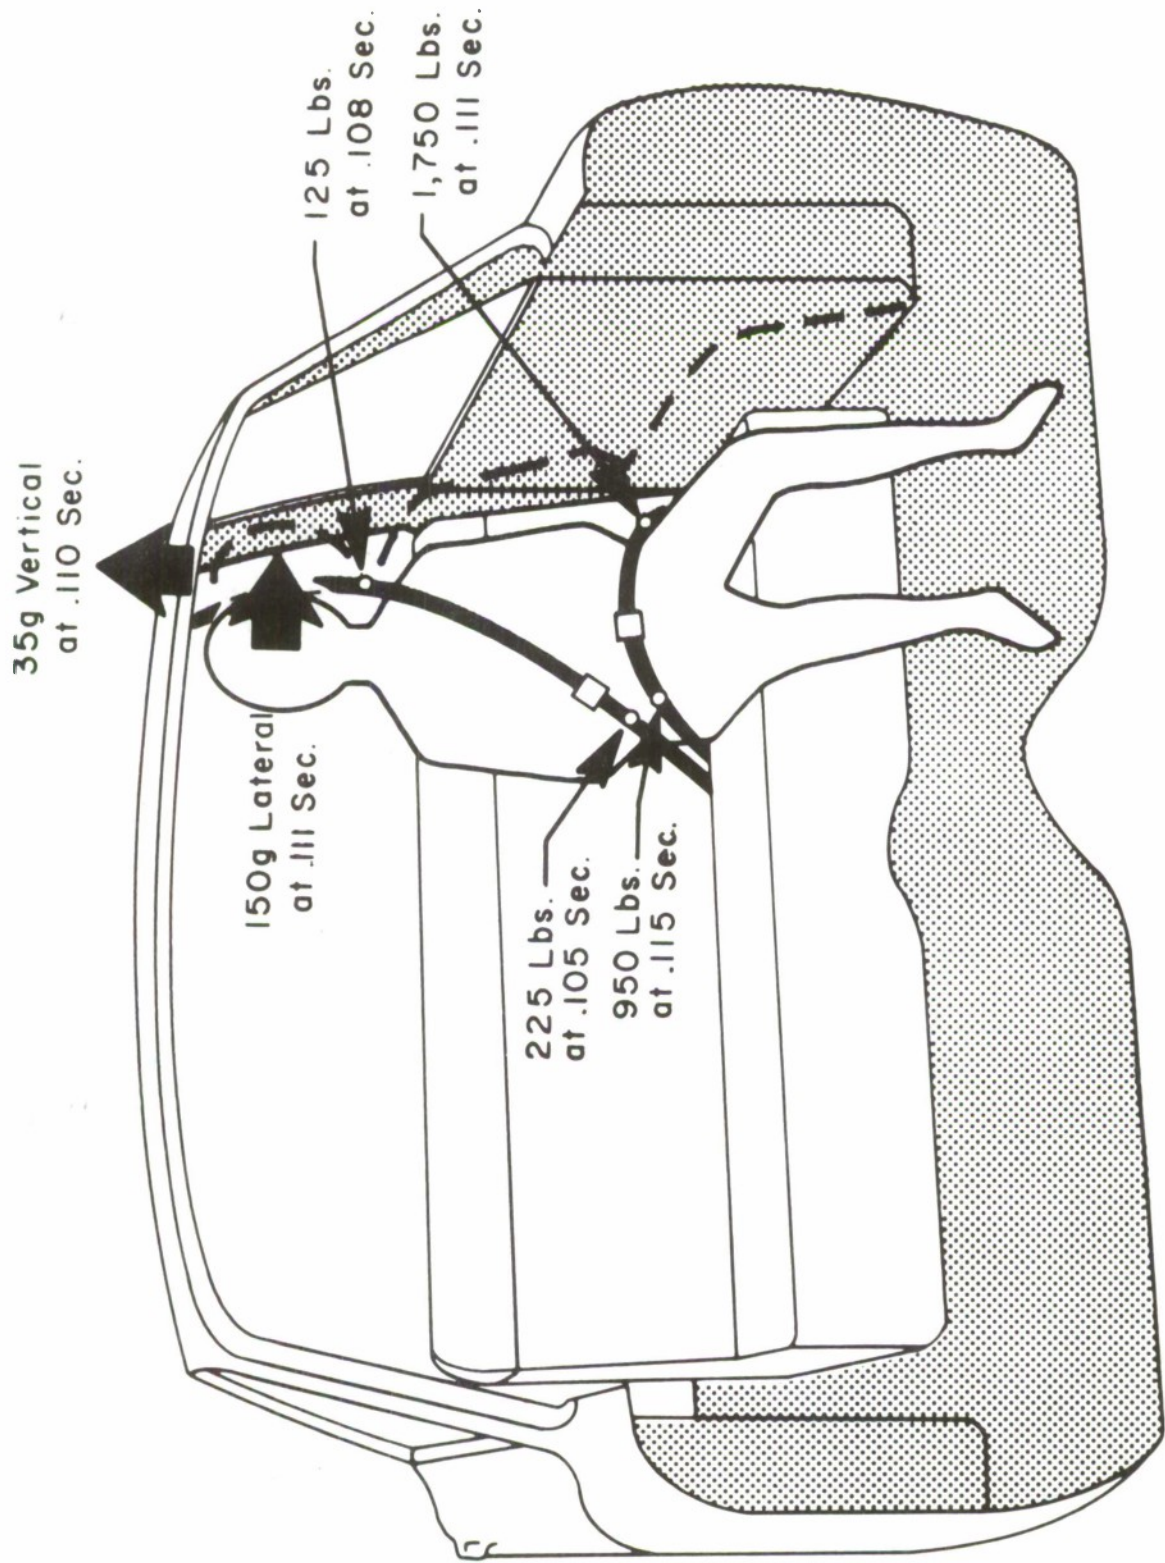 35g Vertical
at .110 Sec.
125 Lbs.
at .108 Sec.
1,750 Lbs.
at .111 Sec.
150g Lateral
at .111 Sec.
225 Lbs.
at .105 Sec.
950 Lbs.
at .115 Sec.